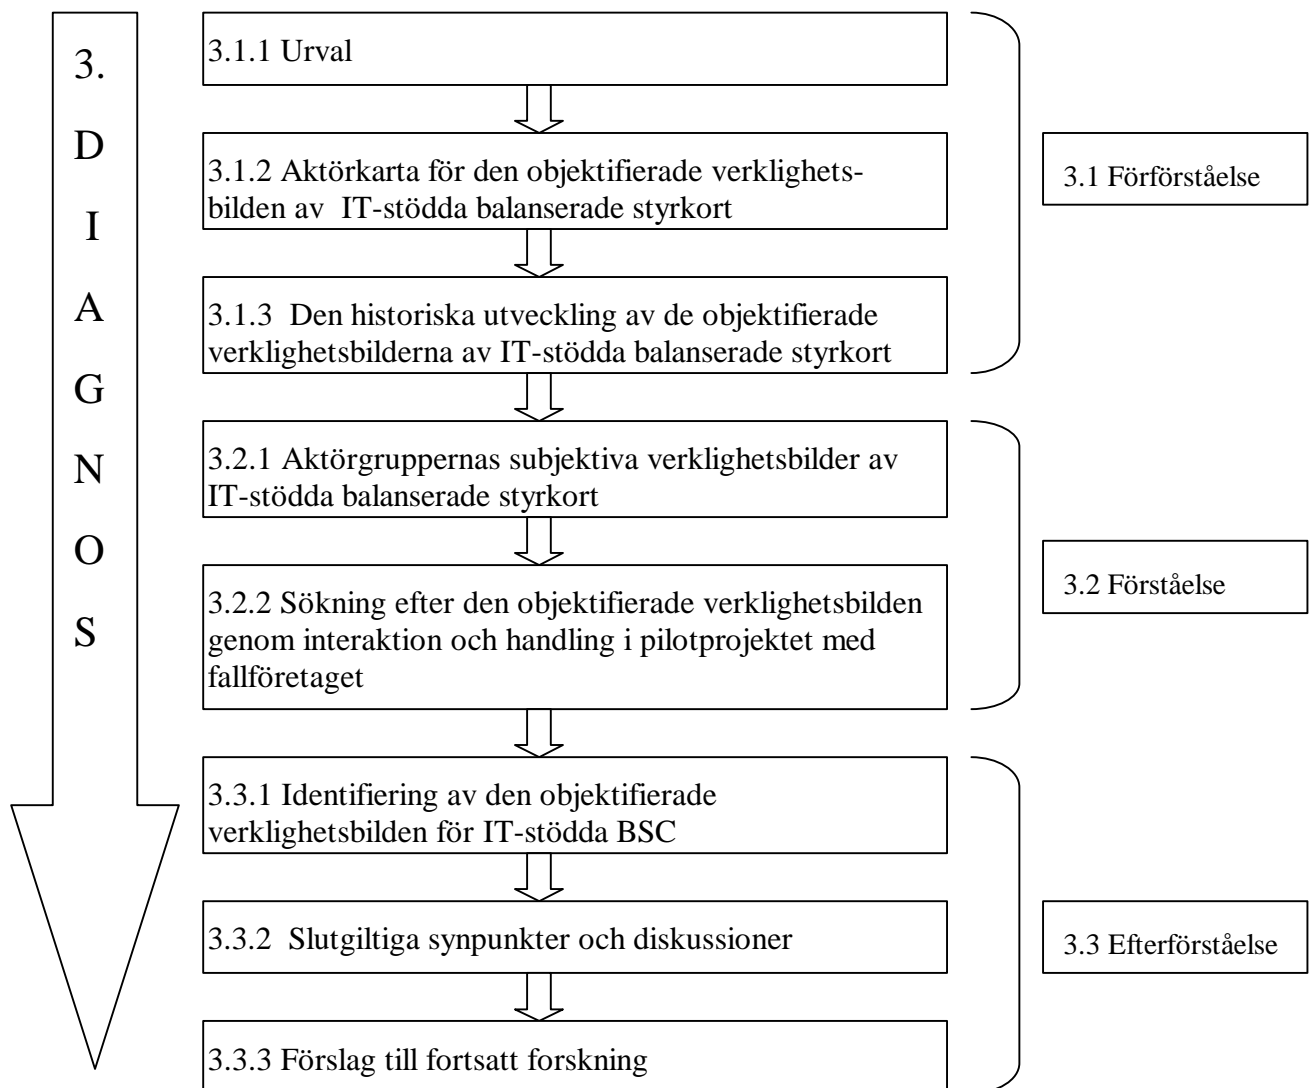 3.
D
I
A
G
N
O
S
3.1.1 Urval
3.1.2 Aktörkarta för den objektifierade verklighets-
bilden av IT-stödda balanserade styrkort
3.1.3 Den historiska utveckling av de objektifierade
verklighetsbilderna av IT-stödda balanserade styrkort
3.1 Förförståelse
3.2.1 Aktörgruppernas subjektiva verklighetsbilder av
IT-stödda balanserade styrkort
3.2.2 Sökning efter den objektifierade verklighetsbilden
genom interaktion och handling i pilotprojektet med
fallföretaget
3.2 Förståelse
3.3.1 Identifiering av den objektifierade
verklighetsbilden för IT-stödda BSC
3.3.2 Slutgiltiga synpunkter och diskussioner
3.3.3 Förslag till fortsatt forskning
3.3 Efterförståelse